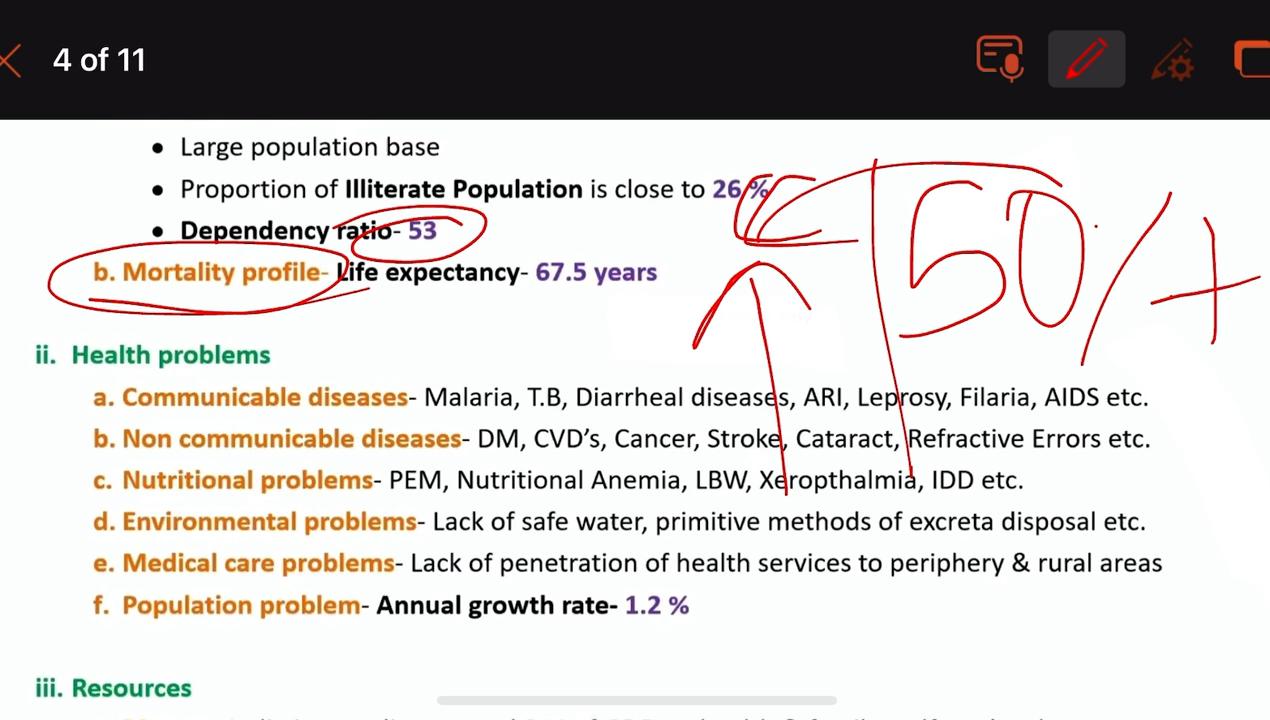 4 of 11
• Large population base
• Proportion of Illiterate Population is close to 26 %
50/+
• Dependency ratio- 53
b. Mortality profile- Life expectancy- 67.5 years
ii. Health problems
a. Communicable diseases- Malaria, T.B, Diarrheal diseases, ARI, Leprosy, Filaria, AIDS etc.
b. Non communicable diseases- DM, CVD’s, Cancer, Stroke, Cataract, Refractive Errors etc.
c. Nutritional problems- PEM, Nutritional Anemia, LBW, Xeropthalmia, IDD etc.
d. Environmental problems- Lack of safe water, primitive methods of excreta disposal etc.
e. Medical care problems- Lack of penetration of health services to periphery & rural areas
f. Population problem- Annual growth rate- 1.2 %
iii. Resources